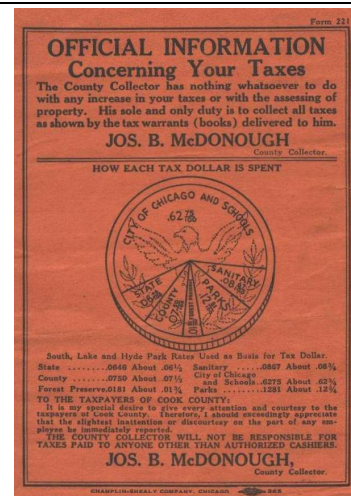 Form 221
OFFICIAL INFORMATION
Concerning Your Taxes
The County Collector has nothing whatsoever to do
with any increase in your taxes or with the assessing of
property. His sole and only duty is to collect all taxes
as shown by the tax warrants (books) delivered to him.
JOS. B. McDONOUGH
County Collector.
HOW EACH TAX DOLLAR IS SPENT
CITY OF CHICAGO AND SCHOOLS
.62 75/100
STATE
SANITARY
COUNTY
PARKS
South, Lake and Hyde Park Rates Used as Basis for Tax Dollar.
State ........0646 About .06½ Sanitary ......0867 About .08¾
County ......0750 About .07½ City of Chicago
and Schools .6275 About .62¾
Forest Preserve.0181 About .01¾ Parks ........1281 About .12¾
TO THE TAXPAYERS OF COOK COUNTY:
It is my special desire to give every attention and courtesy to the
taxpayers of Cook County. Therefore, I should exceedingly appreciate
that the slightest inattention or discourtesy on the part of any em-
ploye be immediately reported.
THE COUNTY COLLECTOR WILL NOT BE RESPONSIBLE FOR
TAXES PAID TO ANYONE OTHER THAN AUTHORIZED CASHIERS.
JOS. B. McDONOUGH,
County Collector.
CHAMPLIN-SHEALY COMPANY, CHICAGO.